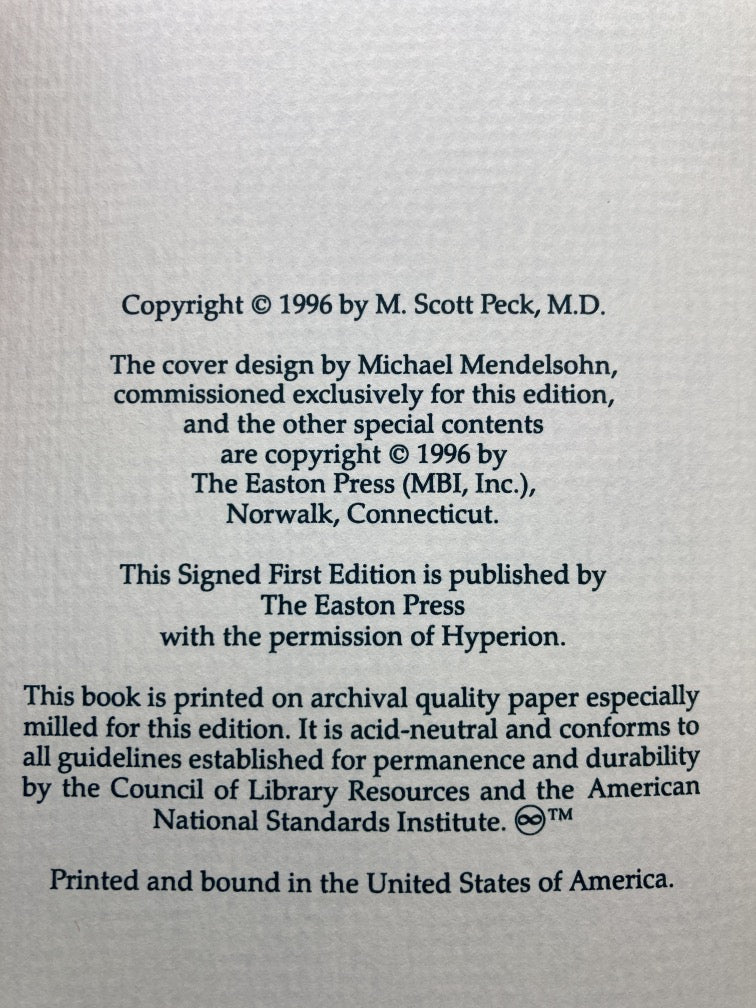 Copyright © 1996 by M. Scott Peck, M.D.
The cover design by Michael Mendelsohn,
commissioned exclusively for this edition,
and the other special contents
are copyright © 1996 by
The Easton Press (MBI, Inc.),
Norwalk, Connecticut.
This Signed First Edition is published by
The Easton Press
with the permission of Hyperion.
This book is printed on archival quality paper especially
milled for this edition. It is acid-neutral and conforms to
all guidelines established for permanence and durability
by the Council of Library Resources and the American
National Standards Institute. ♾™
Printed and bound in the United States of America.